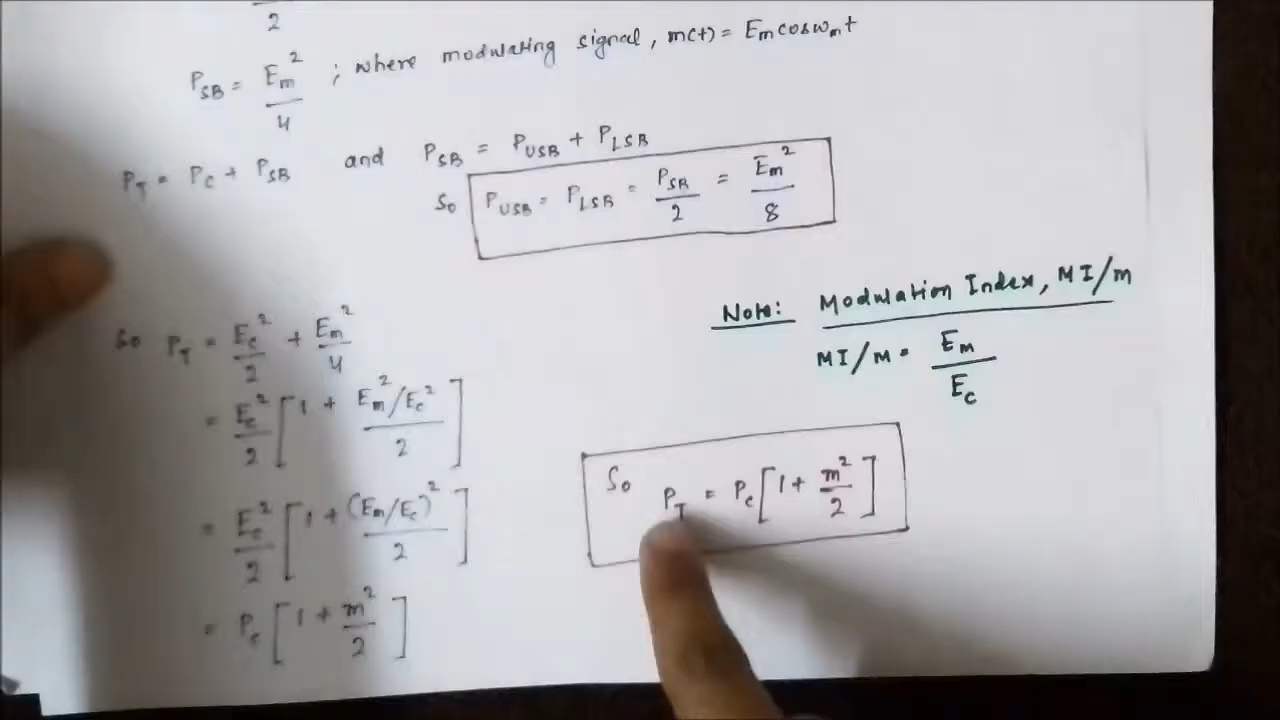 2
P_SB = E_m^2 / 4 ; where modulating signal, m(t) = E_m cos ω_m t
P_T = P_C + P_SB and P_SB = P_USB + P_LSB
So P_USB = P_LSB = P_SB / 2 = E_m^2 / 8
Note: Modulation Index, MI/m
MI/m = E_m / E_c
So P_T = E_c^2 / 2 + E_m^2 / 4
= E_c^2 / 2 [ 1 + E_m^2/E_c^2 / 2 ]
= E_c^2 / 2 [ 1 + (E_m/E_c)^2 / 2 ]
= P_c [ 1 + m^2 / 2 ]
So P_T = P_c [ 1 + m^2 / 2 ]